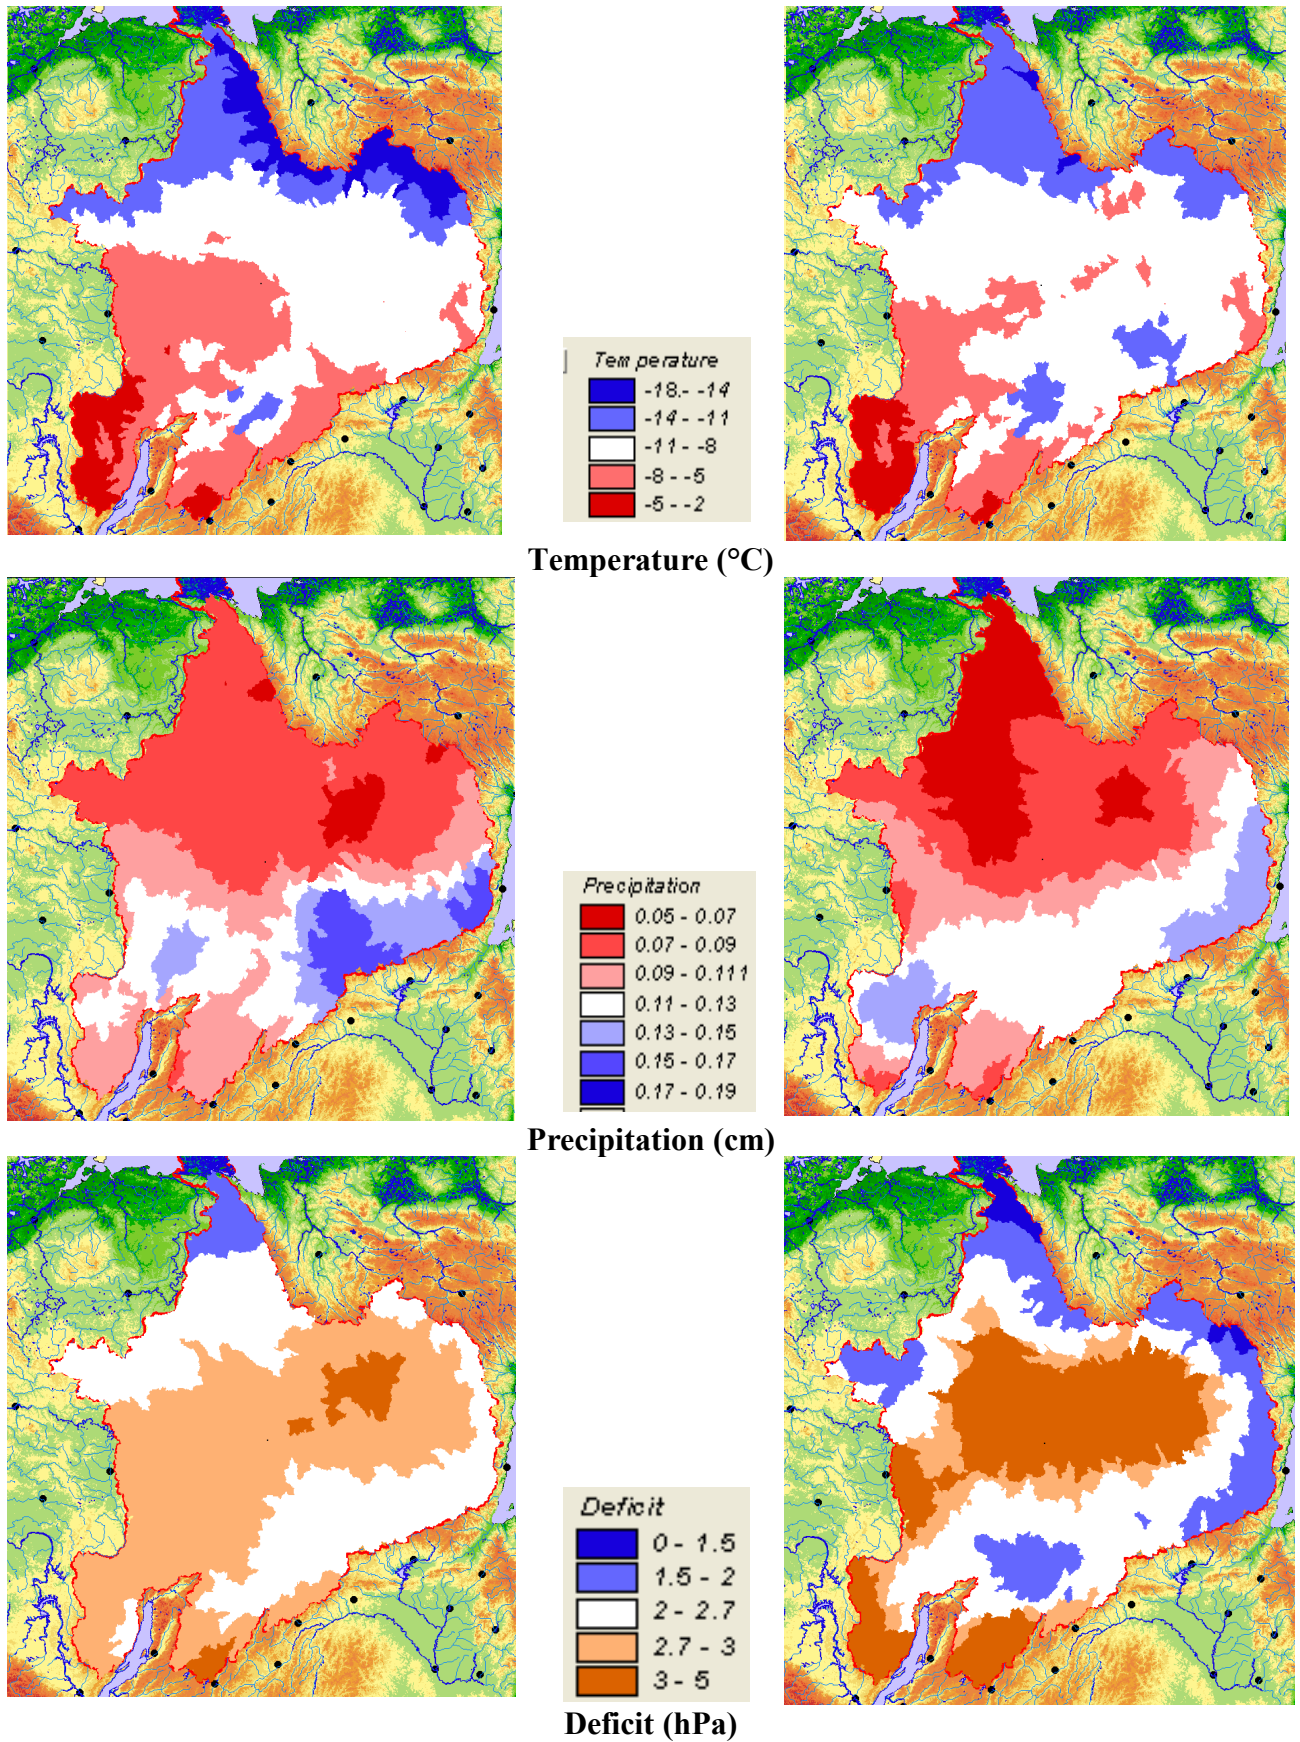 Temperature
-18.- -14
-14 - -11
-11 - -8
-8 - -5
-5 - -2
Temperature (°C)
Precipitation
0.05 - 0.07
0.07 - 0.09
0.09 - 0.111
0.11 - 0.13
0.13 - 0.15
0.15 - 0.17
0.17 - 0.19
Precipitation (cm)
Deficit
0 - 1.5
1.5 - 2
2 - 2.7
2.7 - 3
3 - 5
Deficit (hPa)